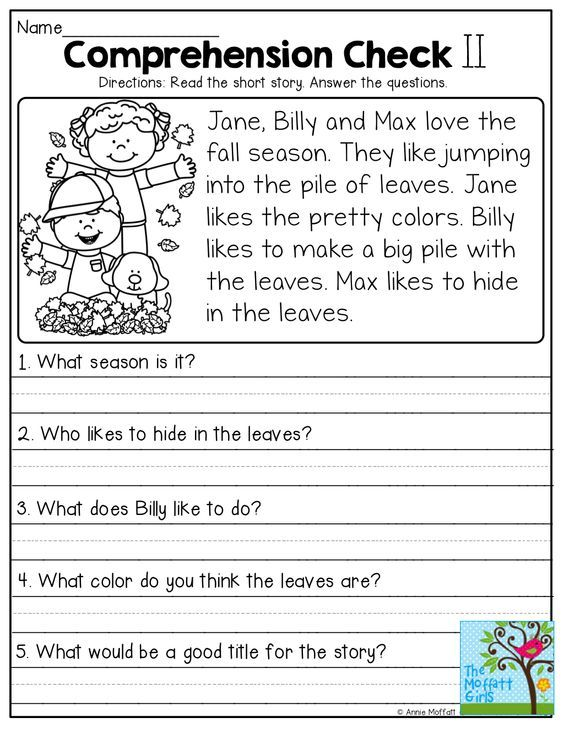 Name
Comprehension Check II
Directions: Read the short story. Answer the questions.
Jane, Billy and Max love the
fall season. They like jumping
into the pile of leaves. Jane
likes the pretty colors. Billy
likes to make a big pile with
the leaves. Max likes to hide
in the leaves.
1. What season is it?
2. Who likes to hide in the leaves?
3. What does Billy like to do?
4. What color do you think the leaves are?
5. What would be a good title for the story?
The
Moffatt
Girls
© Annie Moffatt